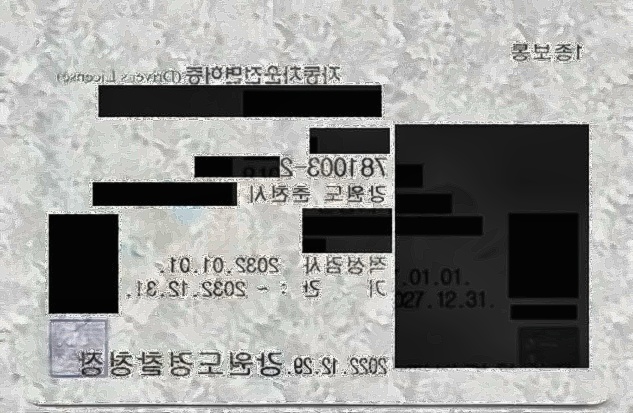 1종보통
자동차운전면허증 (Driver's License)
781003-2
강원도 춘천시
적성검사 2032.01.01.
기 간 : ~ 2032.12.31.
.01.01.
027.12.31.
2022.12.29. 강원도경찰청장